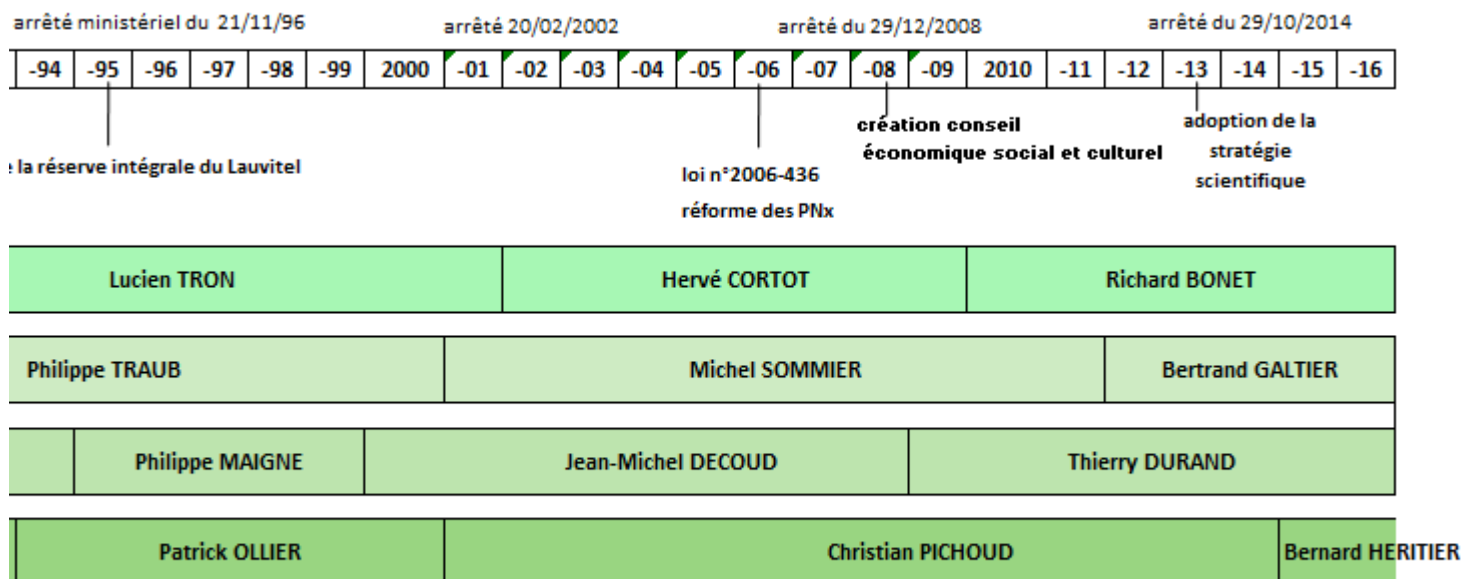 arrêté ministériel du 21/11/96 arrêté 20/02/2002 arrêté du 29/12/2008 arrêté du 29/10/2014
-94 -95 -96 -97 -98 -99 2000 -01 -02 -03 -04 -05 -06 -07 -08 -09 2010 -11 -12 -13 -14 -15 -16
la réserve intégrale du Lauvitel
loi n°2006-436
réforme des PNx
création conseil
économique social et culturel
adoption de la
stratégie
scientifique
Lucien TRON Hervé CORTOT Richard BONET
Philippe TRAUB Michel SOMMIER Bertrand GALTIER
Philippe MAIGNE Jean-Michel DECOUD Thierry DURAND
Patrick OLLIER Christian PICHOUD Bernard HERITIER